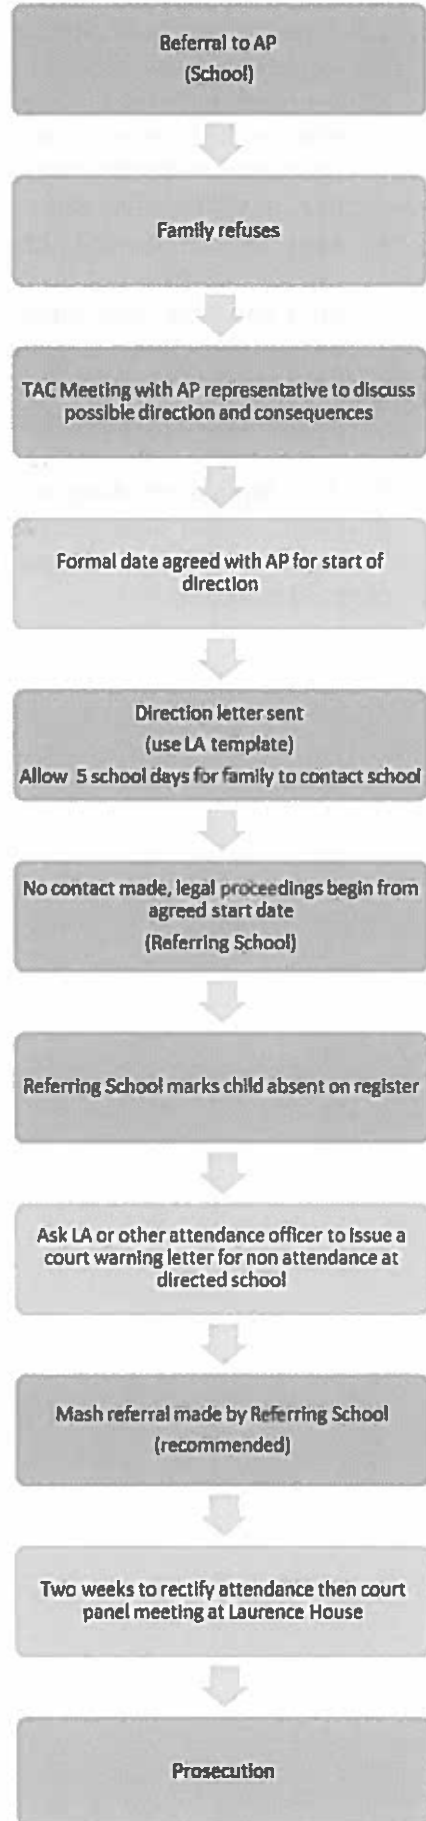 Referral to AP
(School)
Family refuses
TAC Meeting with AP representative to discuss
possible direction and consequences
Formal date agreed with AP for start of
direction
Direction letter sent
(use LA template)
Allow 5 school days for family to contact school
No contact made, legal proceedings begin from
agreed start date
(Referring School)
Referring School marks child absent on register
Ask LA or other attendance officer to issue a
court warning letter for non attendance at
directed school
Mash referral made by Referring School
(recommended)
Two weeks to rectify attendance then court
panel meeting at Laurence House
Prosecution